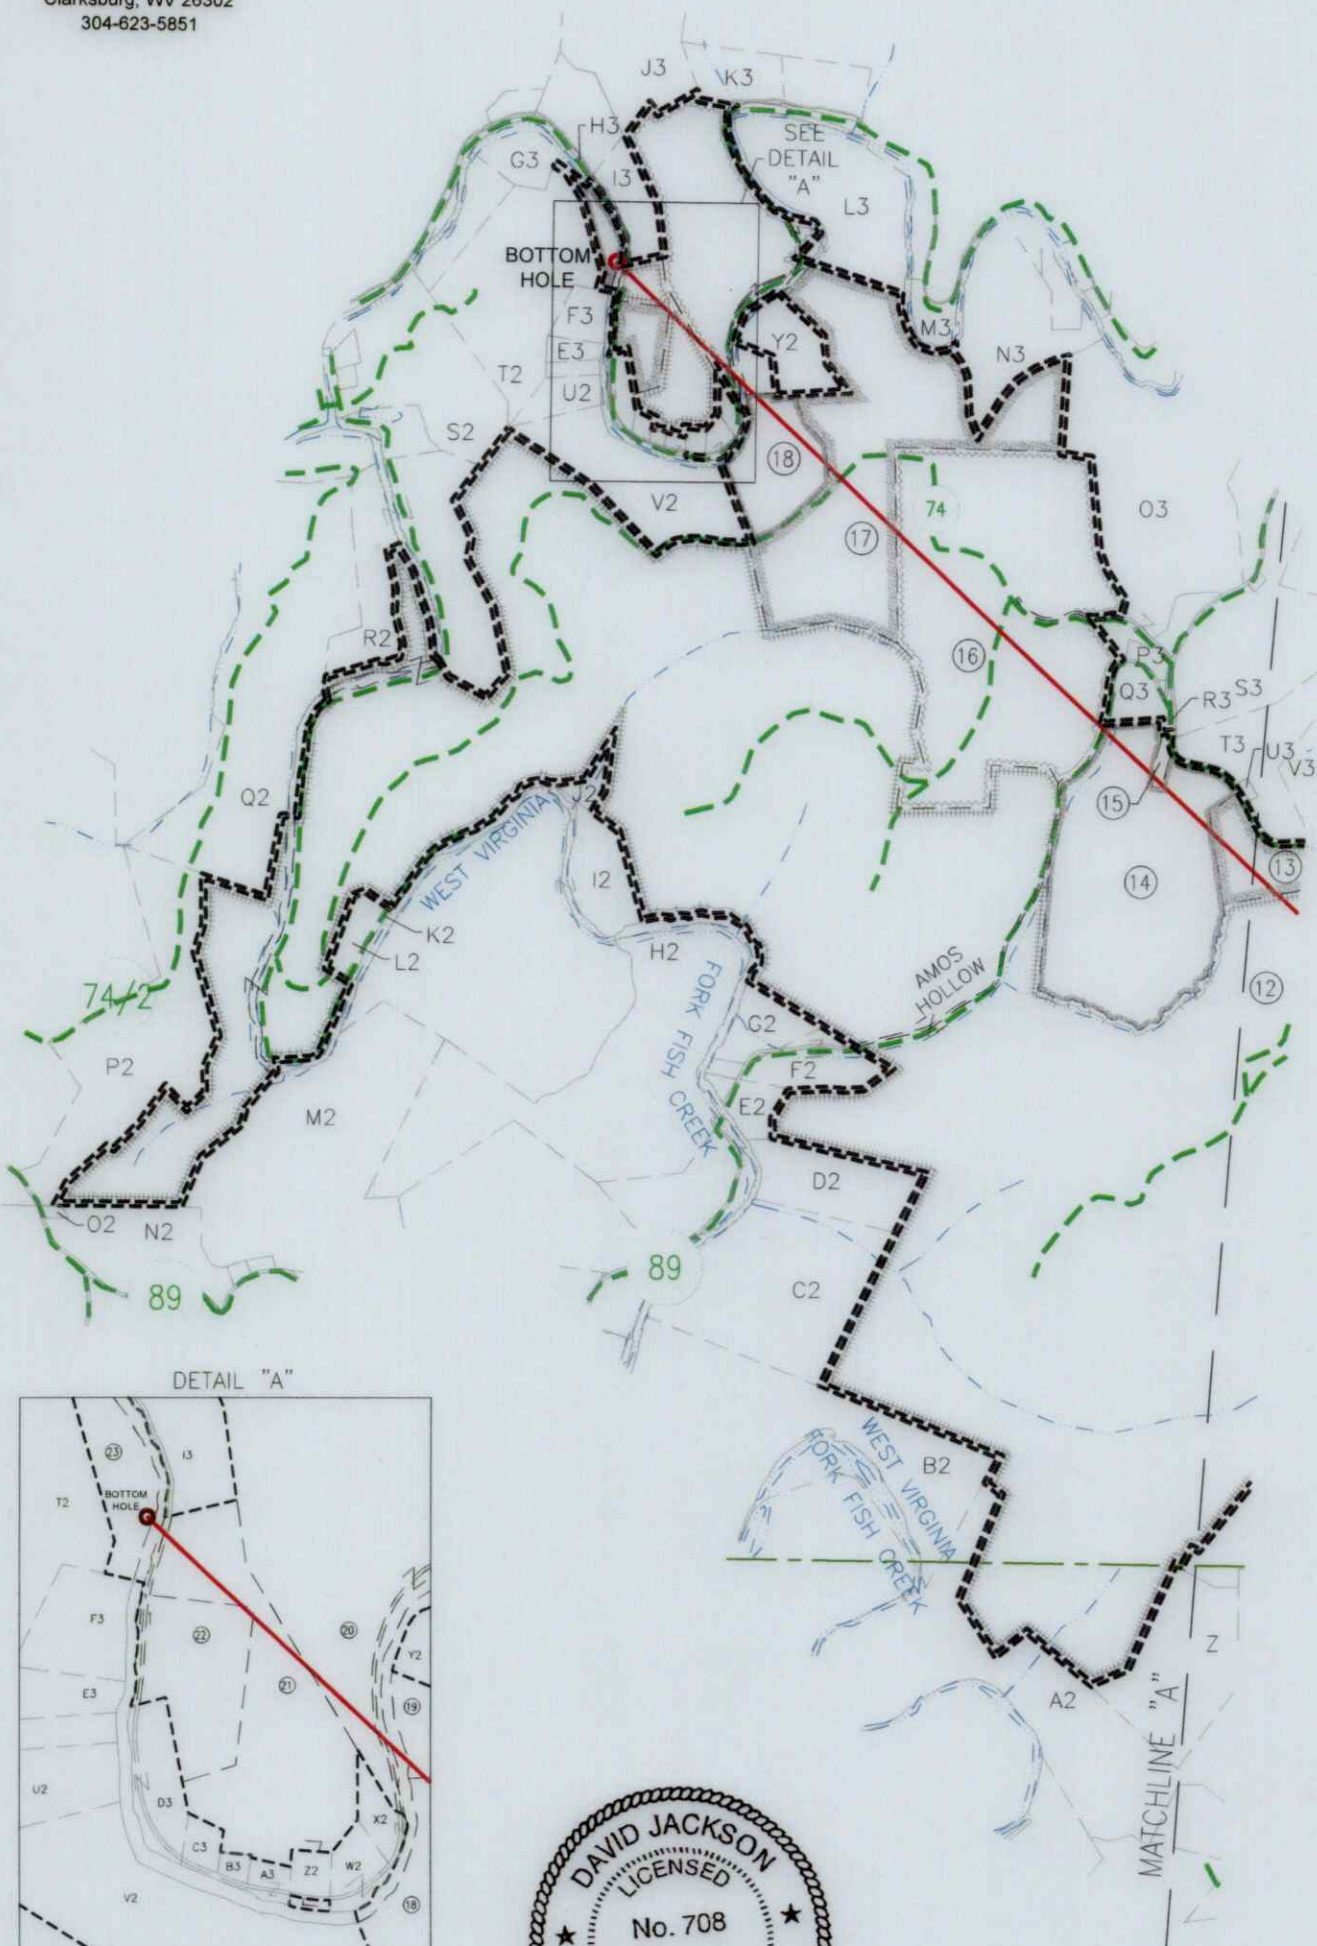 Clarksburg, WV 26302
304-623-5851
J3
K3
H3
G3
I3
SEE
DETAIL
"A"
L3
BOTTOM
HOLE
F3
E3
U2
T2
S2
Y2
M3
N3
18
V2
17
74
O3
R2
16
P3
Q3
R3
S3
T3
U3
V3
15
13
14
Q2
J2
WEST VIRGINIA
I2
K2
L2
H2
FORK FISH CREEK
AMOS
HOLLOW
12
74/2
G2
P2
F2
E2
M2
D2
O2
N2
89
89
C2
DETAIL "A"
WEST VIRGINIA
FORK FISH CREEK
B2
A2
Z
MATCHLINE "A"
23
I3
T2
BOTTOM
HOLE
F3
22
20
Y2
E3
21
19
U2
D3
X2
C3
B3
A3
Z2
W2
V2
18
DAVID JACKSON
LICENSED
No. 708